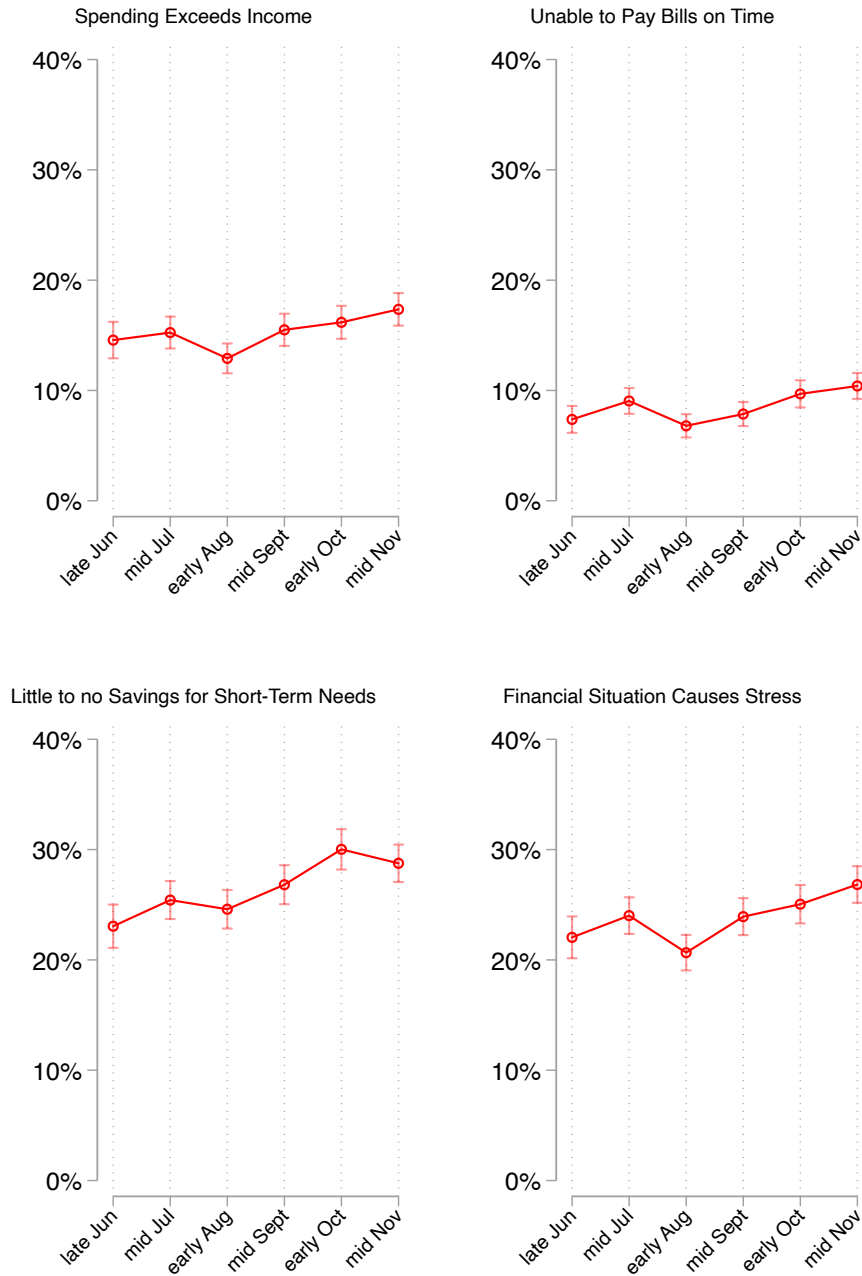 Spending Exceeds Income
40%
30%
20%
10%
0%
late Jun
mid Jul
early Aug
mid Sept
early Oct
mid Nov
Unable to Pay Bills on Time
40%
30%
20%
10%
0%
late Jun
mid Jul
early Aug
mid Sept
early Oct
mid Nov
Little to no Savings for Short-Term Needs
40%
30%
20%
10%
0%
late Jun
mid Jul
early Aug
mid Sept
early Oct
mid Nov
Financial Situation Causes Stress
40%
30%
20%
10%
0%
late Jun
mid Jul
early Aug
mid Sept
early Oct
mid Nov